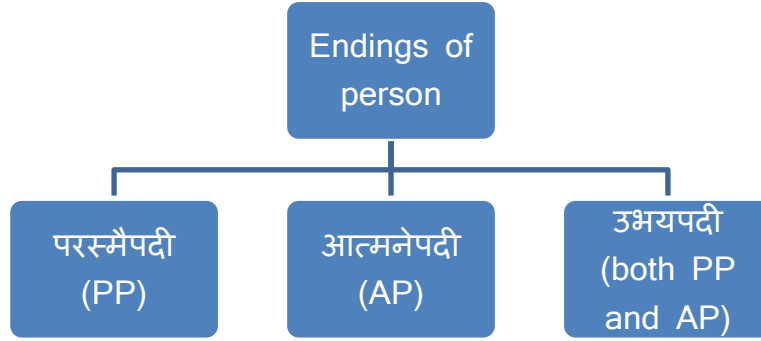 Endings of
person
परस्मैपदी
(PP)
आत्मनेपदी
(AP)
उभयपदी
(both PP
and AP)